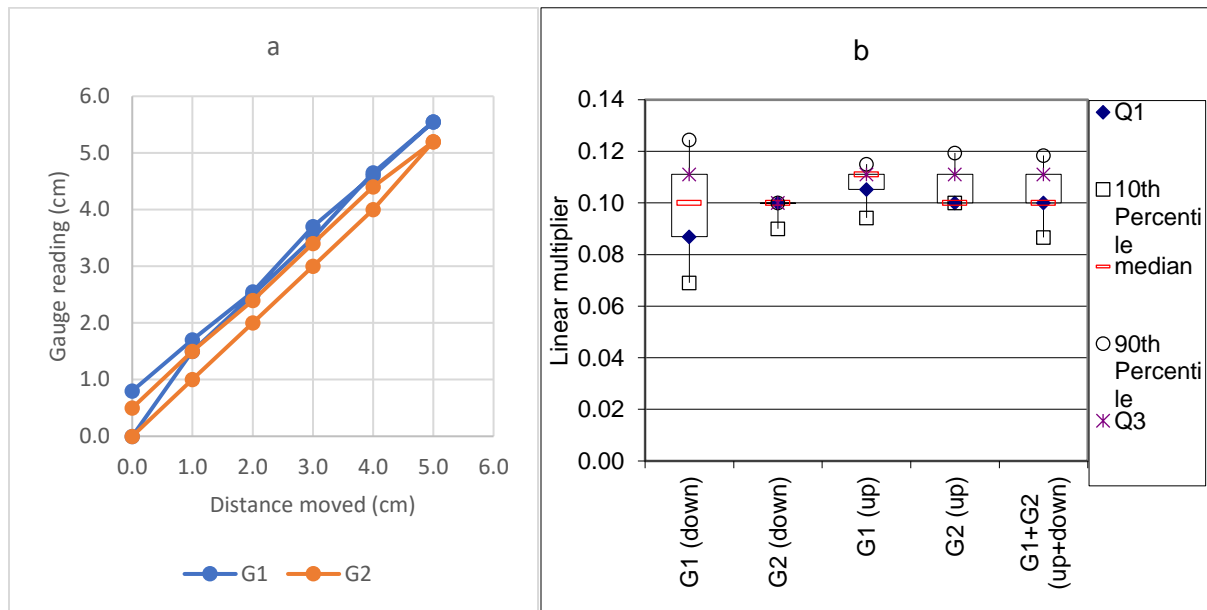 a
6.0
5.0
4.0
3.0
2.0
1.0
0.0
Gauge reading (cm)
0.0 1.0 2.0 3.0 4.0 5.0 6.0
Distance moved (cm)
G1 G2
b
0.14
0.12
0.10
0.08
0.06
0.04
0.02
0.00
Linear multiplier
G1 (down)
G2 (down)
G1 (up)
G2 (up)
G1+G2
(up+down)
Q1
10th
Percenti
le
median
90th
Percenti
le
Q3